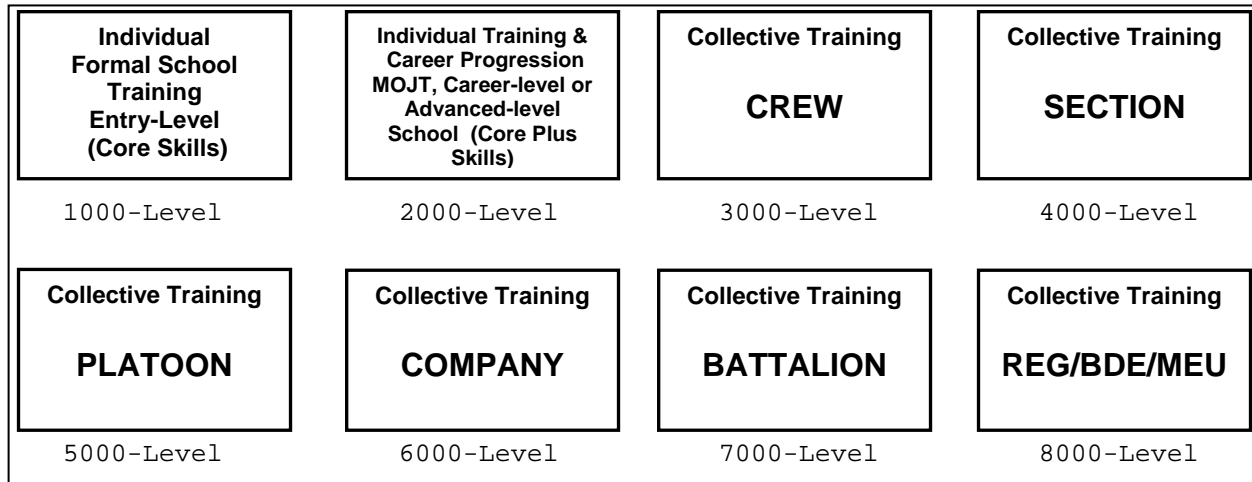 Individual
Formal School
Training
Entry-Level
(Core Skills)
1000-Level
Individual Training &
Career Progression
MOJT, Career-level or
Advanced-level
School (Core Plus
Skills)
2000-Level
Collective Training
CREW
3000-Level
Collective Training
SECTION
4000-Level
Collective Training
PLATOON
5000-Level
Collective Training
COMPANY
6000-Level
Collective Training
BATTALION
7000-Level
Collective Training
REG/BDE/MEU
8000-Level